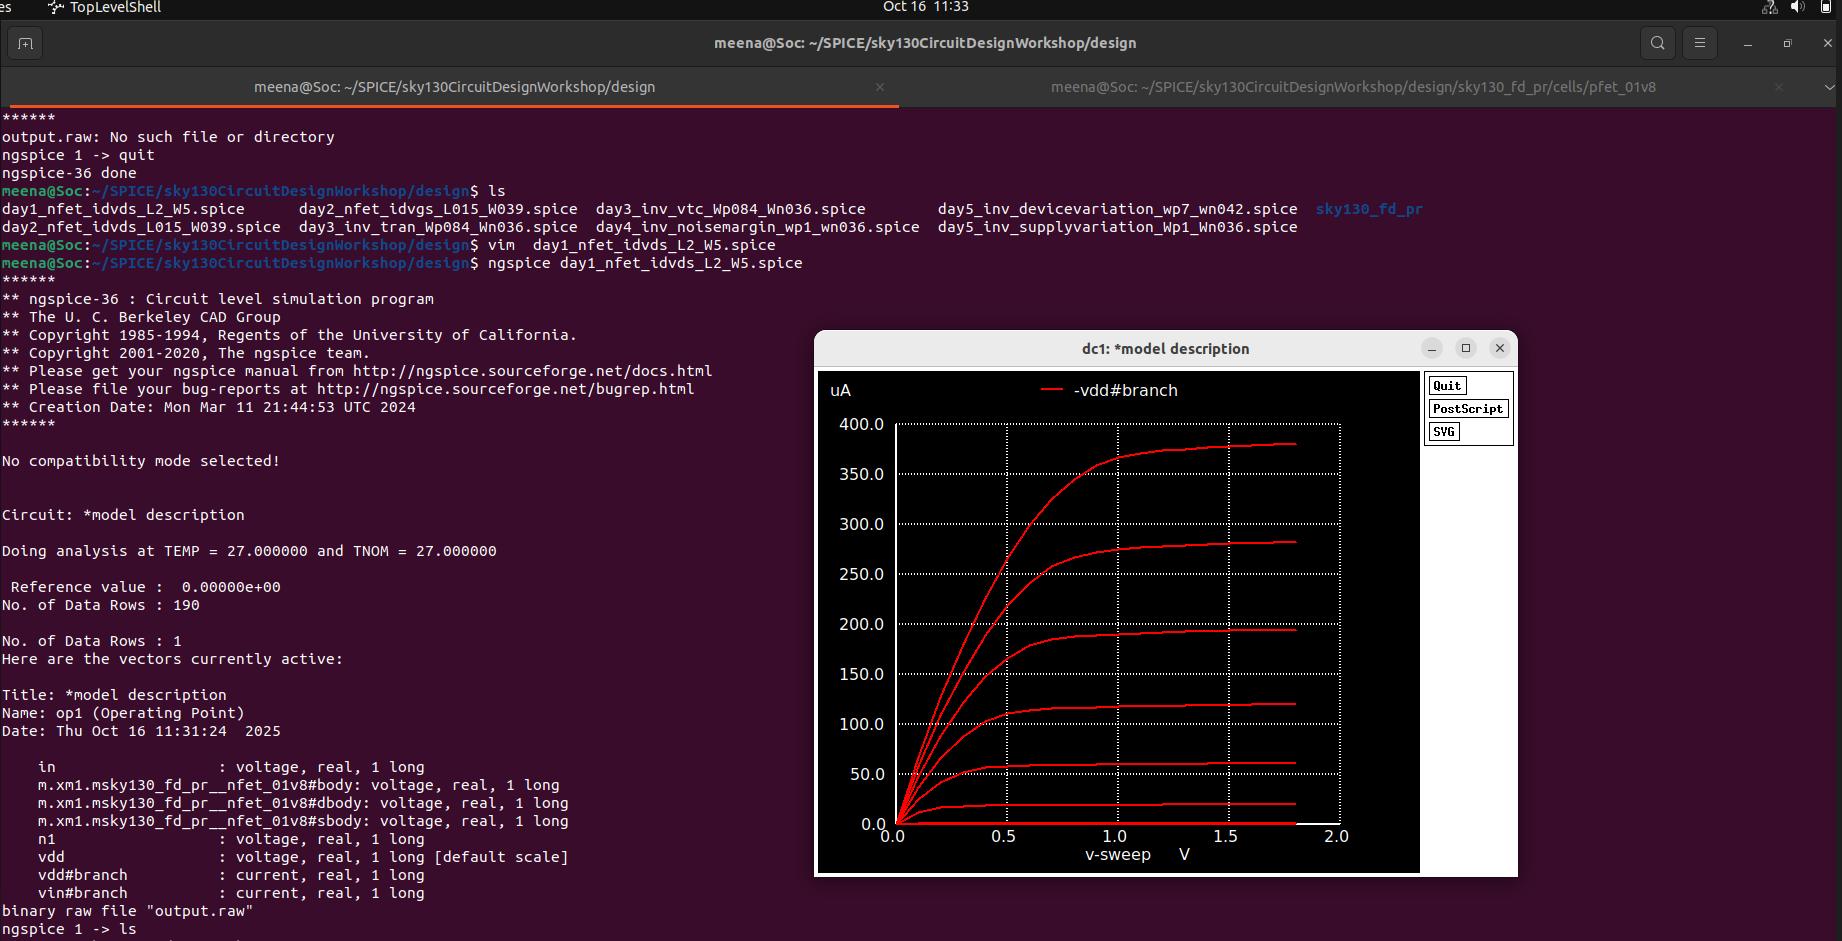 es TopLevelShell Oct 16 11:33
meena@Soc: ~/SPICE/sky130CircuitDesignWorkshop/design
meena@Soc: ~/SPICE/sky130CircuitDesignWorkshop/design
meena@Soc: ~/SPICE/sky130CircuitDesignWorkshop/design/sky130_fd_pr/cells/pfet_01v8
******
output.raw: No such file or directory
ngspice 1 -> quit
ngspice-36 done
meena@Soc:~/SPICE/sky130CircuitDesignWorkshop/design$ ls
day1_nfet_idvds_L2_W5.spice day2_nfet_idvgs_L015_W039.spice day3_inv_vtc_Wp084_Wn036.spice day5_inv_devicevariation_wp7_wn042.spice sky130_fd_pr
day2_nfet_idvds_L015_W039.spice day3_inv_tran_Wp084_Wn036.spice day4_inv_noisemargin_wp1_wn036.spice day5_inv_supplyvariation_Wp1_Wn036.spice
meena@Soc:~/SPICE/sky130CircuitDesignWorkshop/design$ vim day1_nfet_idvds_L2_W5.spice
meena@Soc:~/SPICE/sky130CircuitDesignWorkshop/design$ ngspice day1_nfet_idvds_L2_W5.spice
******
** ngspice-36 : Circuit level simulation program
** The U. C. Berkeley CAD Group
** Copyright 1985-1994, Regents of the University of California.
** Copyright 2001-2020, The ngspice team.
** Please get your ngspice manual from http://ngspice.sourceforge.net/docs.html
** Please file your bug-reports at http://ngspice.sourceforge.net/bugrep.html
** Creation Date: Mon Mar 11 21:44:53 UTC 2024
******
No compatibility mode selected!
Circuit: *model description
Doing analysis at TEMP = 27.000000 and TNOM = 27.000000
Reference value : 0.00000e+00
No. of Data Rows : 190
No. of Data Rows : 1
Here are the vectors currently active:
Title: *model description
Name: op1 (Operating Point)
Date: Thu Oct 16 11:31:24 2025
in : voltage, real, 1 long
m.xm1.msky130_fd_pr__nfet_01v8#body: voltage, real, 1 long
m.xm1.msky130_fd_pr__nfet_01v8#dbody: voltage, real, 1 long
m.xm1.msky130_fd_pr__nfet_01v8#sbody: voltage, real, 1 long
n1 : voltage, real, 1 long
vdd : voltage, real, 1 long [default scale]
vdd#branch : current, real, 1 long
vin#branch : current, real, 1 long
binary raw file "output.raw"
ngspice 1 -> ls
dc1: *model description
Quit
PostScript
SVG
uA
-vdd#branch
400.0
350.0
300.0
250.0
200.0
150.0
100.0
50.0
0.0
0.0 0.5 1.0 1.5 2.0
v-sweep V